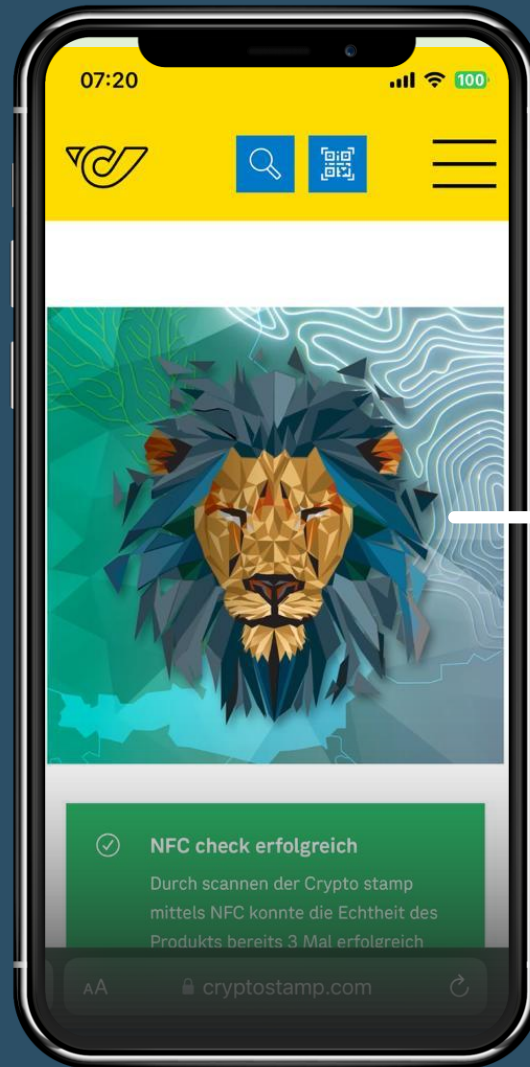 07:20
100
NFC check erfolgreich
Durch scannen der Crypto stamp
mittels NFC konnte die Echtheit des
Produkts bereits 3 Mal erfolgreich
AA
cryptostamp.com